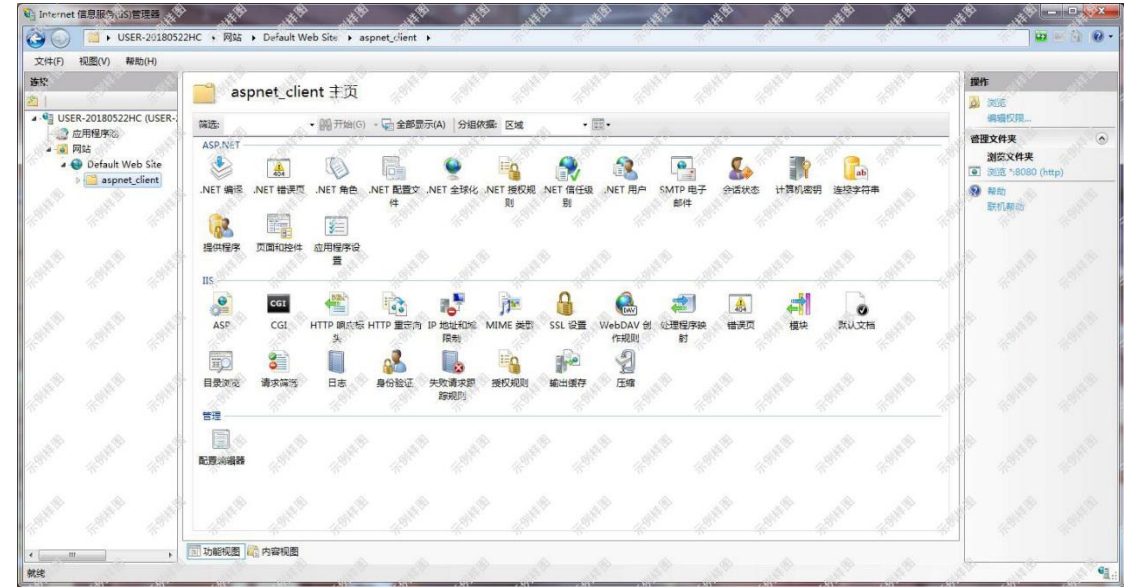 Internet 信息服务(IIS)管理器
USER-20180522HC 网站 Default Web Site aspnet_client
文件(F) 视图(V) 帮助(H)
连接
USER-20180522HC (USER-
应用程序池
网站
Default Web Site
aspnet_client
aspnet_client 主页
筛选: 开始(G) 全部显示(A) 分组依据: 区域
ASP.NET
.NET 编译 .NET 错误页 .NET 角色 .NET 配置文件 .NET 全球化 .NET 授权规则 .NET 信任级别 .NET 用户 SMTP 电子邮件 会话状态 计算机密钥 连接字符串
提供程序 页面和控件 应用程序设置
IIS
ASP CGI HTTP 响应标头 HTTP 重定向 IP 地址和域限制 MIME 类型 SSL 设置 WebDAV 创作规则 处理程序映射 错误页 模块 默认文档
目录浏览 请求筛选 日志 身份验证 失败请求跟踪规则 授权规则 输出缓存 压缩
管理
配置编辑器
功能视图 内容视图
就绪
操作
浏览
编辑权限...
管理文件夹
浏览文件夹
浏览 *:8080 (http)
帮助
联机帮助
示例样图